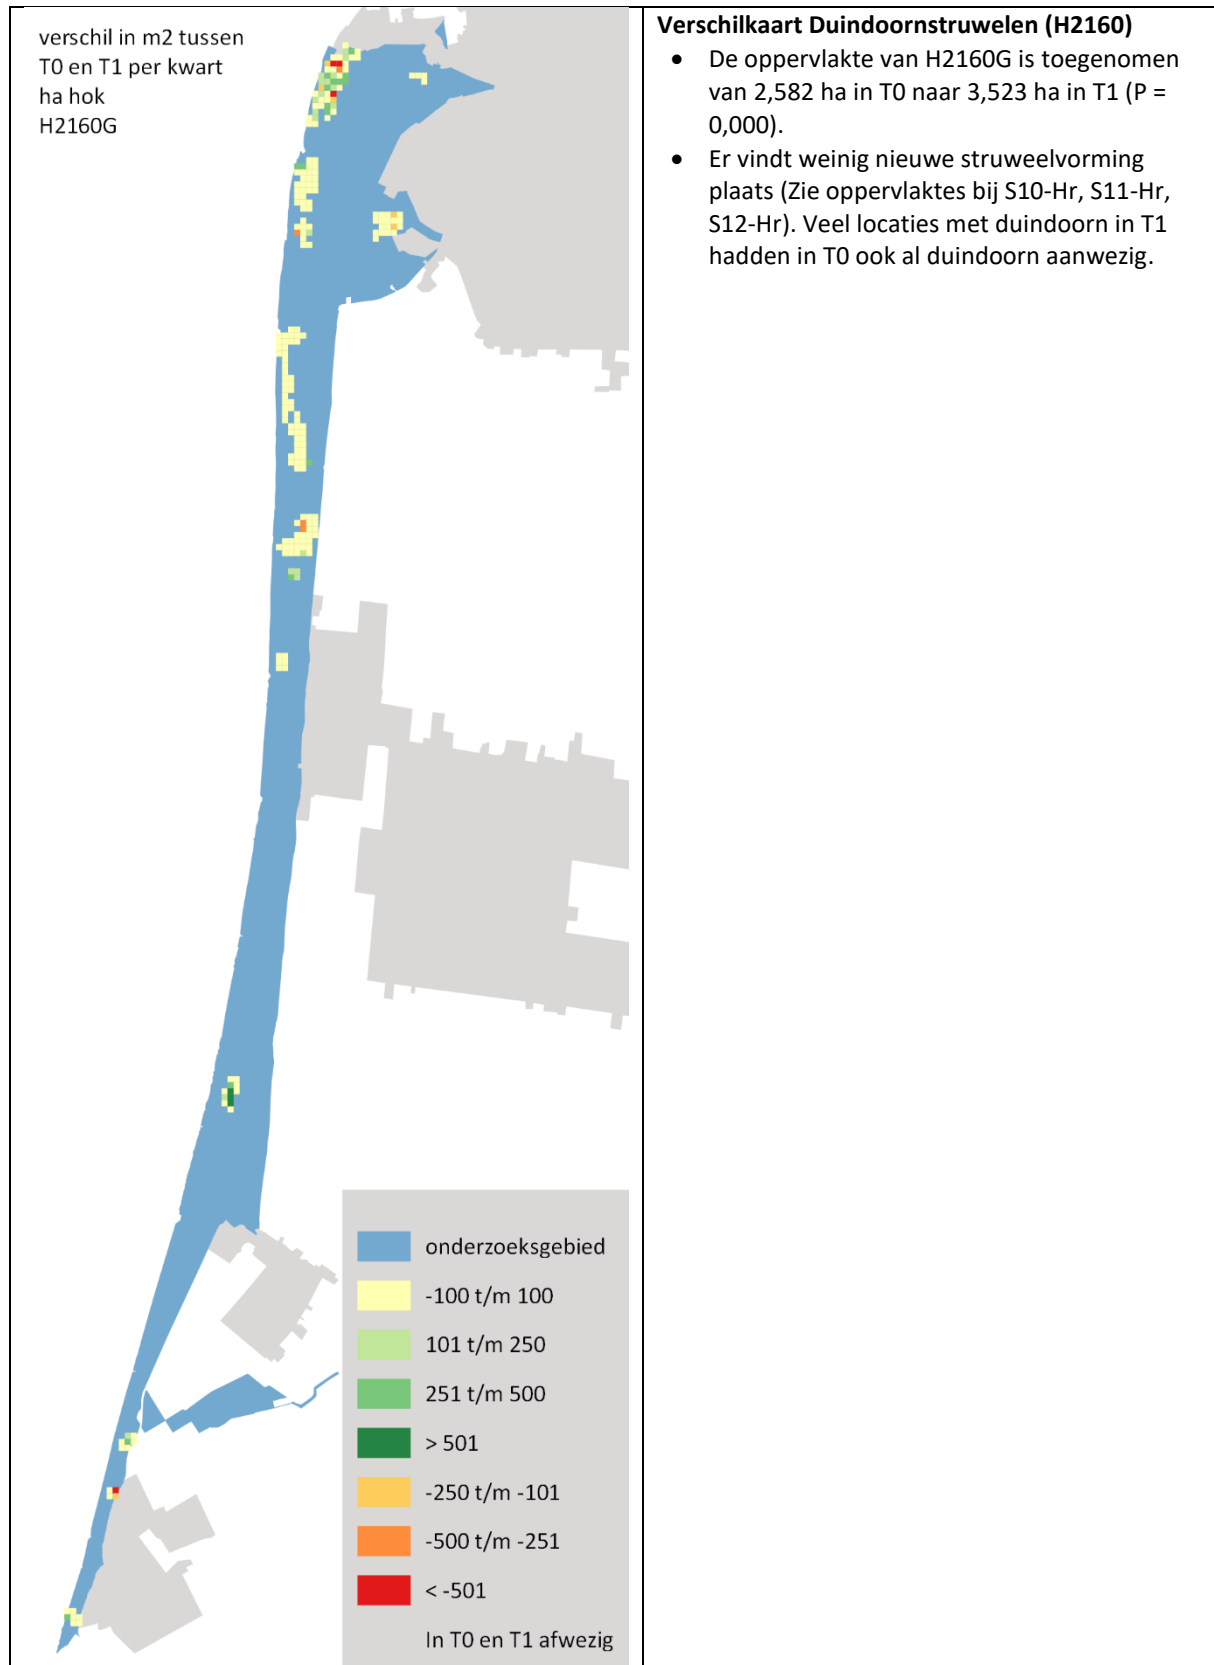 verschil in m2 tussen
T0 en T1 per kwart
ha hok
H2160G
onderzoeksgebied
-100 t/m 100
101 t/m 250
251 t/m 500
> 501
-250 t/m -101
-500 t/m -251
< -501
In T0 en T1 afwezig
Verschilkaart Duindoornstruwelen (H2160)
• De oppervlakte van H2160G is toegenomen
van 2,582 ha in T0 naar 3,523 ha in T1 (P =
0,000).
• Er vindt weinig nieuwe struweelvorming
plaats (Zie oppervlaktes bij S10-Hr, S11-Hr,
S12-Hr). Veel locaties met duindoorn in T1
hadden in T0 ook al duindoorn aanwezig.